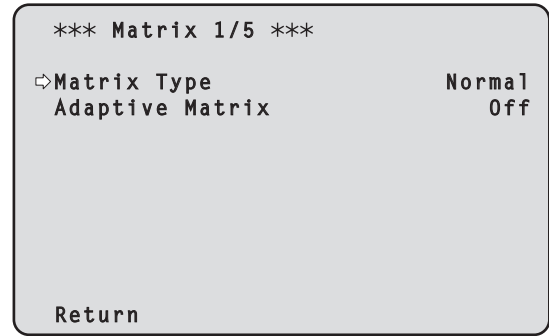 *** Matrix 1/5 ***
⇨Matrix Type Normal
Adaptive Matrix Off
Return